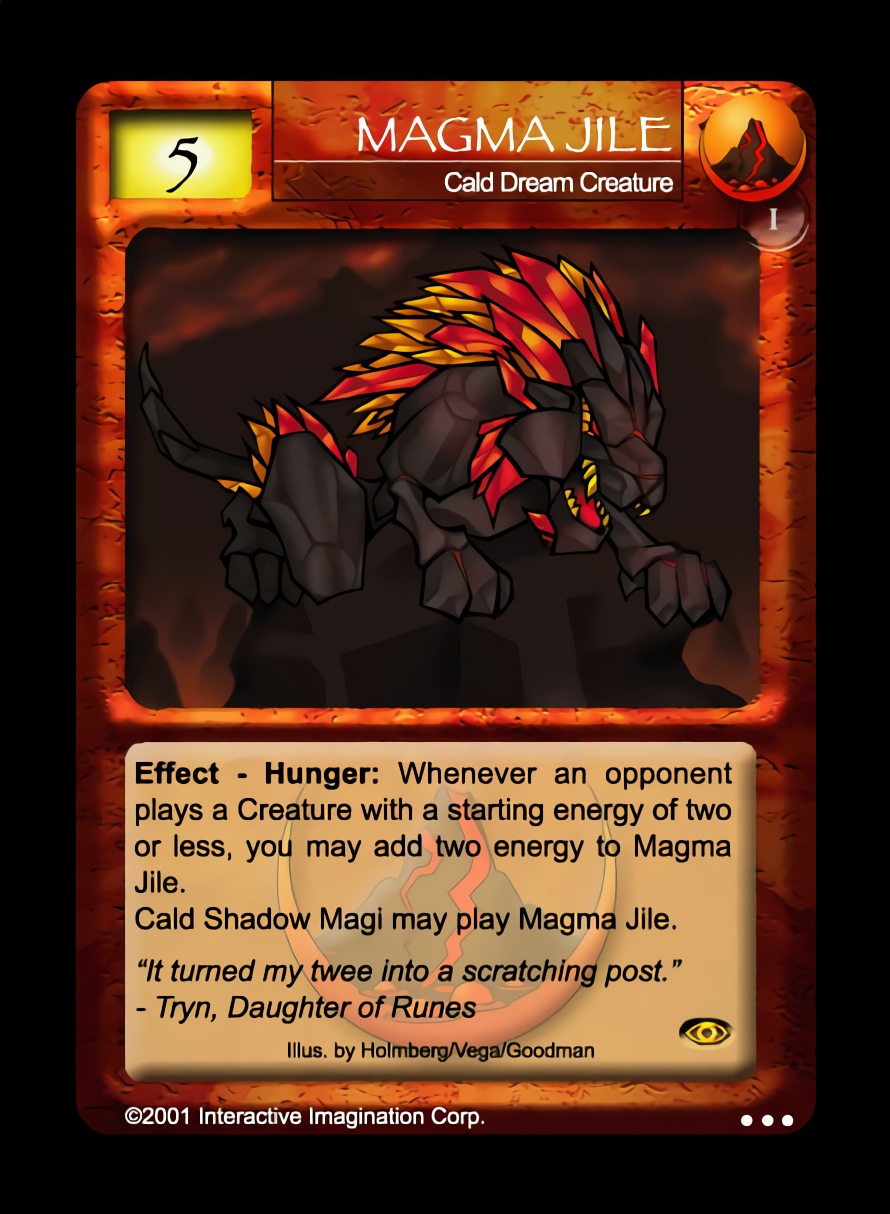 5
MAGMA JILE
Cald Dream Creature
I
Effect - Hunger: Whenever an opponent
plays a Creature with a starting energy of two
or less, you may add two energy to Magma
Jile.
Cald Shadow Magi may play Magma Jile.
“It turned my twee into a scratching post.”
- Tryn, Daughter of Runes
Illus. by Holmberg/Vega/Goodman
©2001 Interactive Imagination Corp.